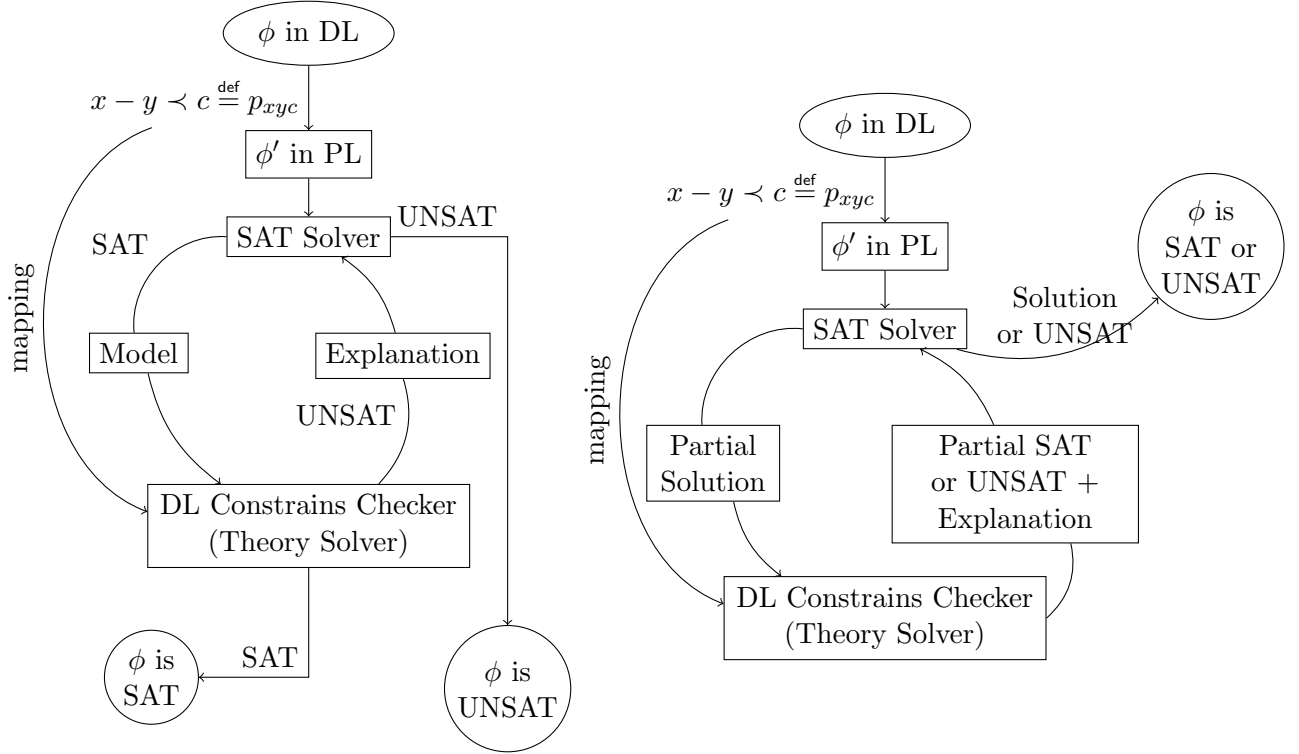 ϕ in DL
x − y ≺ c def= p_xyc
ϕ′ in PL
SAT Solver
UNSAT
SAT
mapping
Model
Explanation
UNSAT
DL Constrains Checker
(Theory Solver)
SAT
ϕ is
SAT
ϕ is
UNSAT
ϕ in DL
x − y ≺ c def= p_xyc
ϕ′ in PL
SAT Solver
Solution
or UNSAT
ϕ is
SAT or
UNSAT
mapping
Partial
Solution
Partial SAT
or UNSAT +
Explanation
DL Constrains Checker
(Theory Solver)